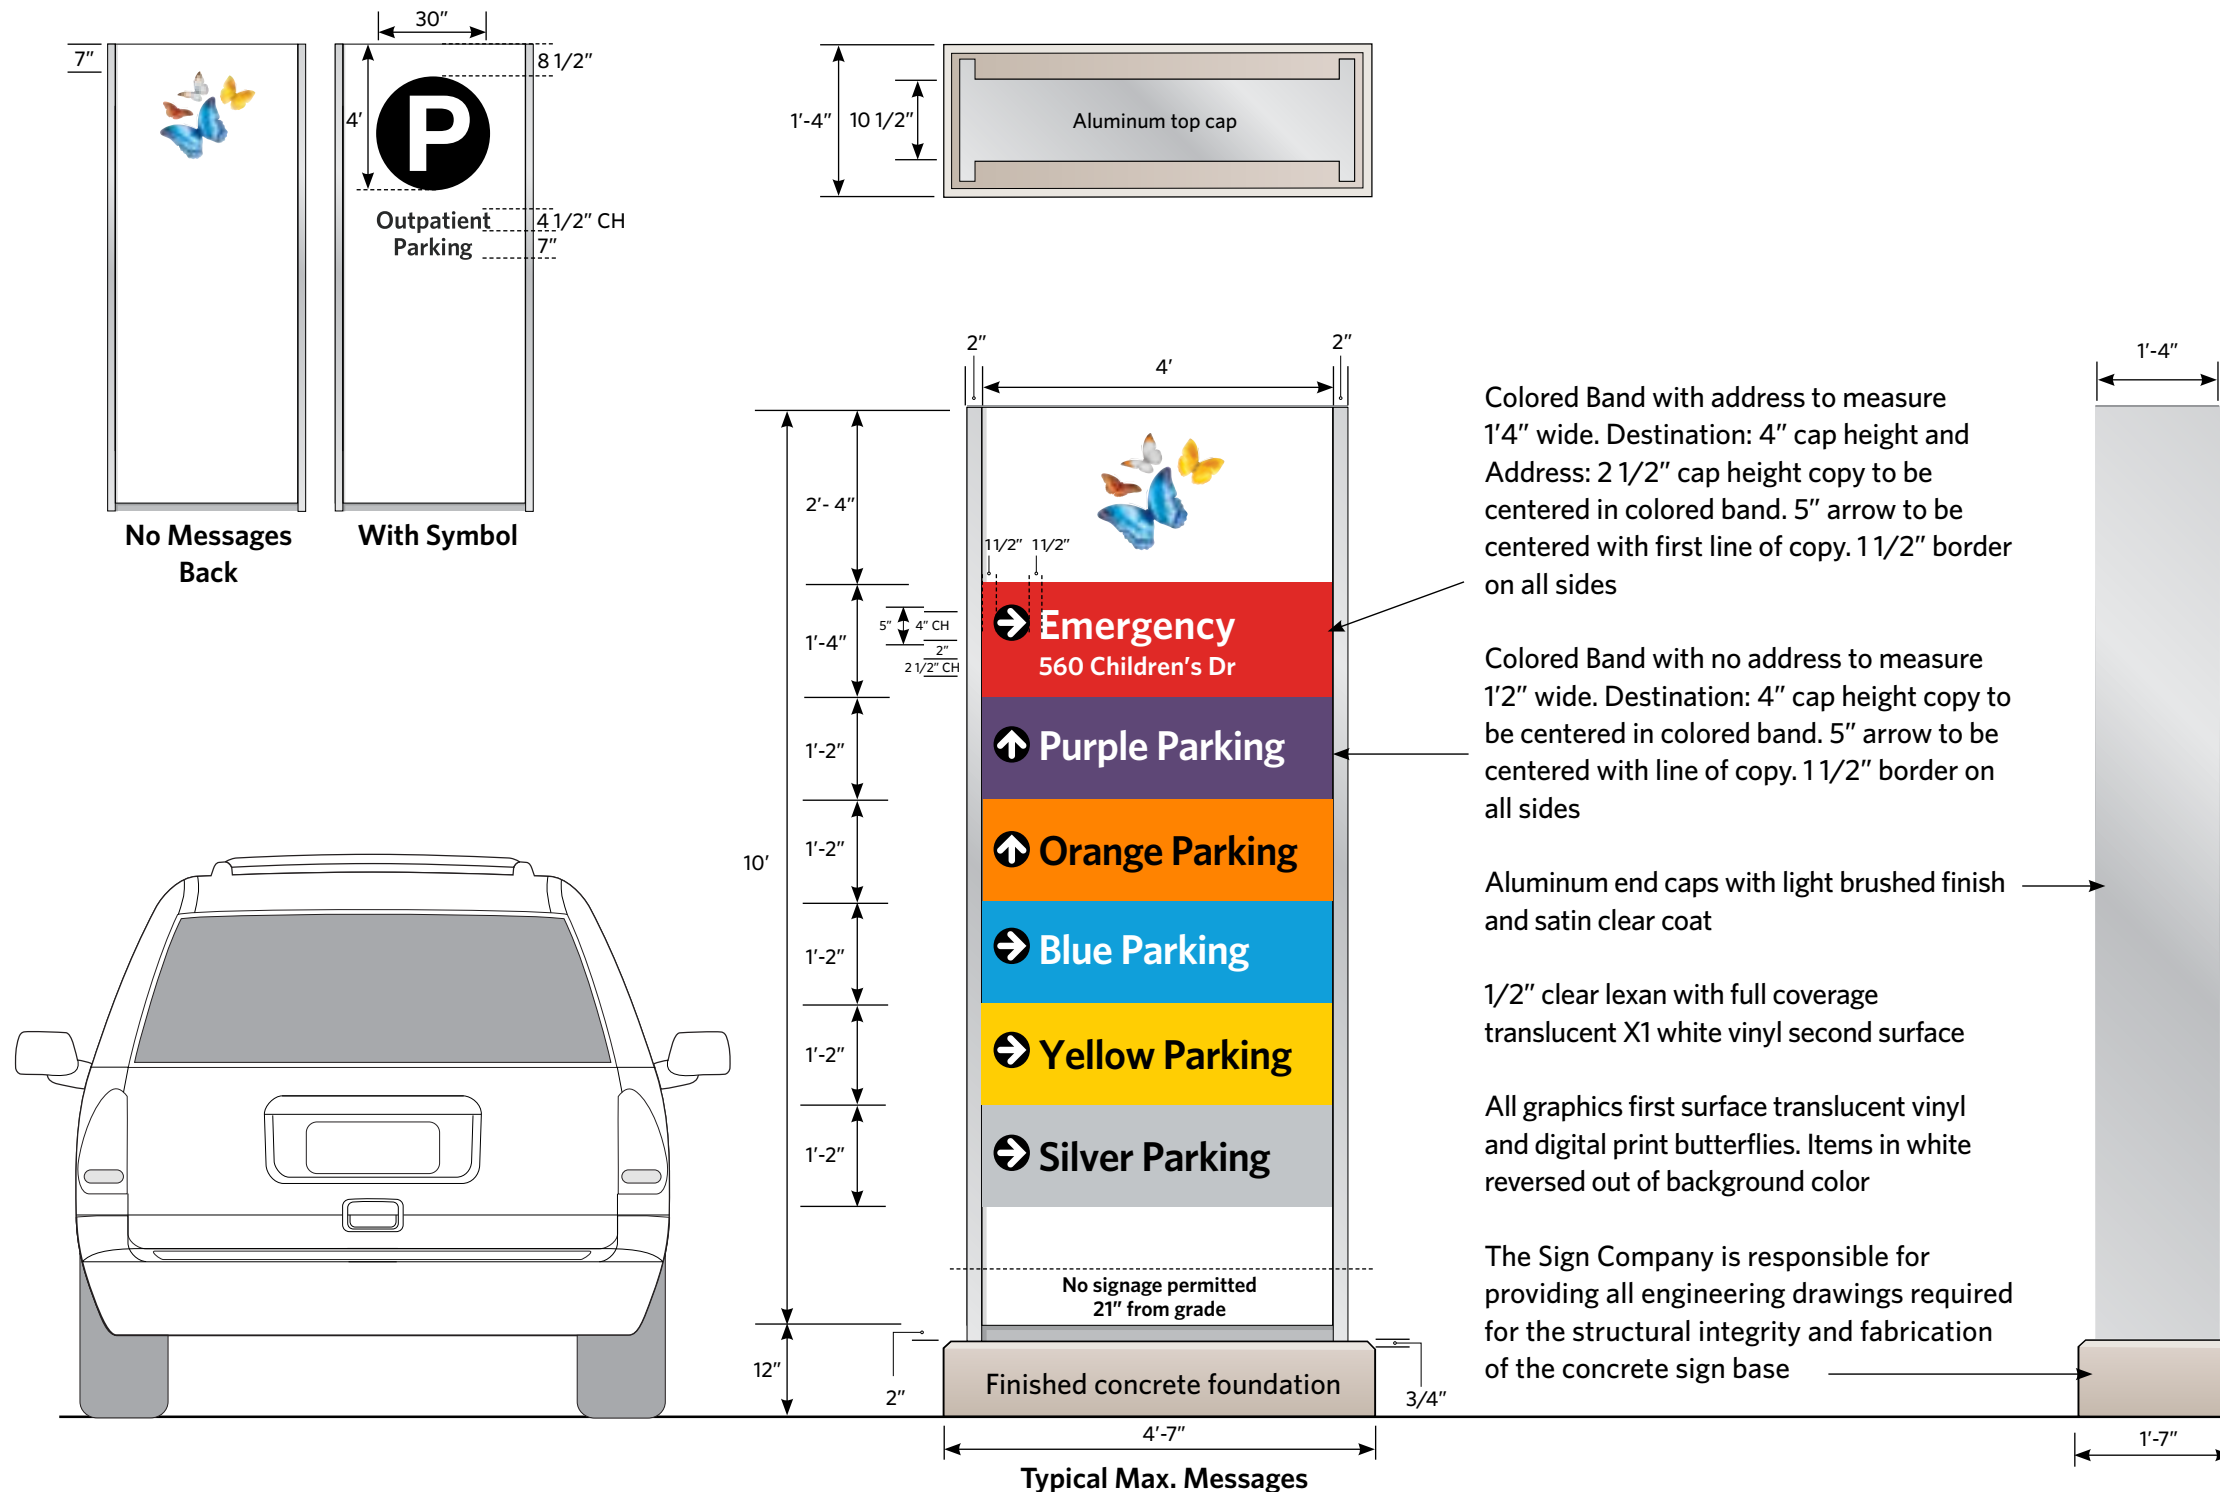 30”
7”
8 1/2”
4’
P
Outpatient
Parking
4 1/2” CH
7”
No Messages
Back
With Symbol
1’-4”
10 1/2”
Aluminum top cap
2”
4’
2”
1’-4”
10’
2’- 4”
1’-4”
1’-2”
1’-2”
1’-2”
1’-2”
1’-2”
12”
1 1/2”
1 1/2”
5”
4” CH
2”
2 1/2” CH
Emergency
560 Children’s Dr
Purple Parking
Orange Parking
Blue Parking
Yellow Parking
Silver Parking
No signage permitted
21” from grade
2”
Finished concrete foundation
3/4”
4’-7”
Typical Max. Messages
Colored Band with address to measure
1’4” wide. Destination: 4” cap height and
Address: 2 1/2” cap height copy to be
centered in colored band. 5” arrow to be
centered with first line of copy. 1 1/2” border
on all sides
Colored Band with no address to measure
1’2” wide. Destination: 4” cap height copy to
be centered in colored band. 5” arrow to be
centered with line of copy. 1 1/2” border on
all sides
Aluminum end caps with light brushed finish
and satin clear coat
1/2” clear lexan with full coverage
translucent X1 white vinyl second surface
All graphics first surface translucent vinyl
and digital print butterflies. Items in white
reversed out of background color
The Sign Company is responsible for
providing all engineering drawings required
for the structural integrity and fabrication
of the concrete sign base
1’-7”